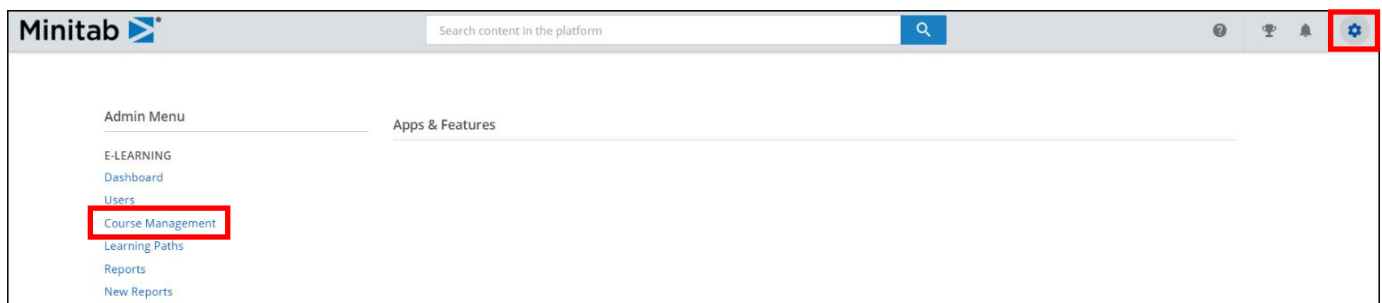 Minitab
Search content in the platform
Admin Menu
Apps & Features
E-LEARNING
Dashboard
Users
Course Management
Learning Paths
Reports
New Reports